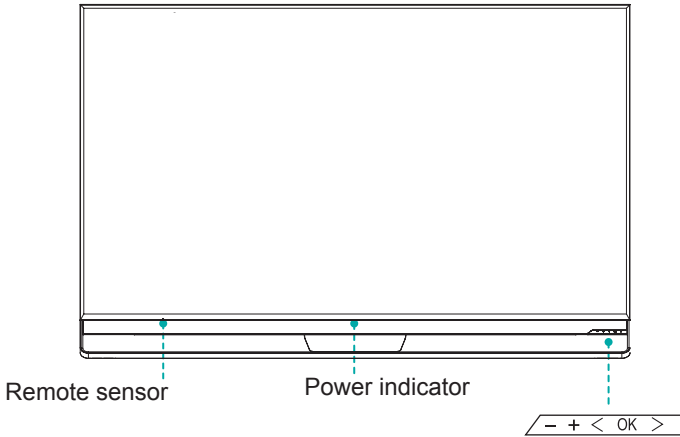 Remote sensor
Power indicator
– + < OK >